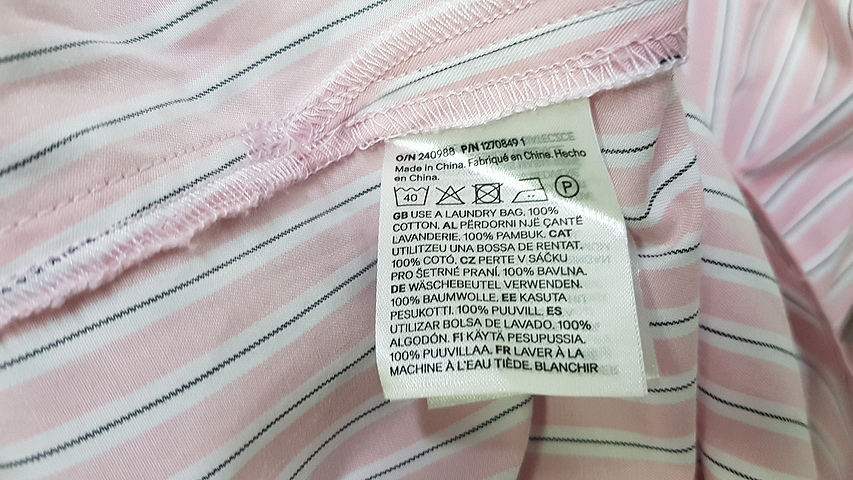 O/N 240988 P/N 1270849 1
Made in China. Fabriqué en Chine. Hecho
en China.
40 P
GB USE A LAUNDRY BAG. 100%
COTTON. AL PËRDORNI NJË ÇANTË
LAVANDERIE. 100% PAMBUK. CAT
UTILITZEU UNA BOSSA DE RENTAT.
100% COTÓ. CZ PERTE V SÁČKU
PRO ŠETRNÉ PRANÍ. 100% BAVLNA.
DE WÄSCHEBEUTEL VERWENDEN.
100% BAUMWOLLE. EE KASUTA
PESUKOTTI. 100% PUUVILL. ES
UTILIZAR BOLSA DE LAVADO. 100%
ALGODÓN. FI KÄYTÄ PESUPUSSIA.
100% PUUVILLAA. FR LAVER À LA
MACHINE À L'EAU TIÈDE, BLANCHIR